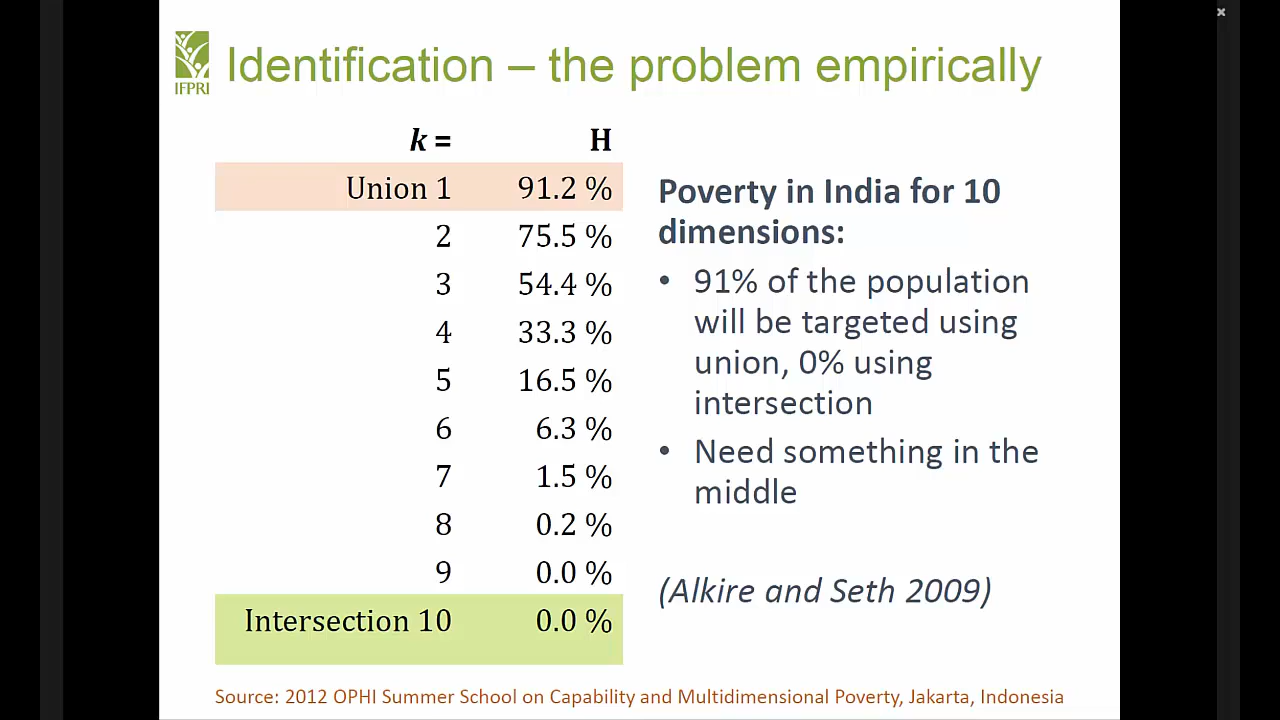 IFPRI
Identification – the problem empirically
k = H
Union 1 91.2 %
2 75.5 %
3 54.4 %
4 33.3 %
5 16.5 %
6 6.3 %
7 1.5 %
8 0.2 %
9 0.0 %
Intersection 10 0.0 %
Poverty in India for 10
dimensions:
• 91% of the population
will be targeted using
union, 0% using
intersection
• Need something in the
middle
(Alkire and Seth 2009)
Source: 2012 OPHI Summer School on Capability and Multidimensional Poverty, Jakarta, Indonesia